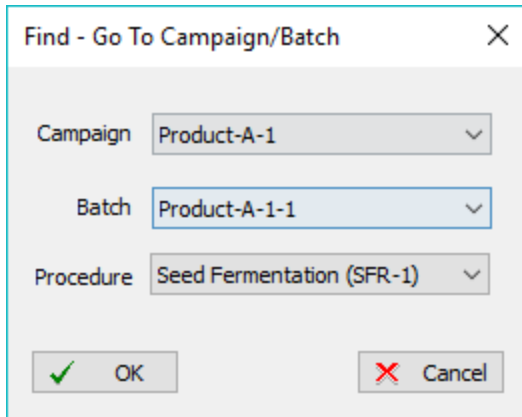 Find - Go To Campaign/Batch
Campaign Product-A-1
Batch Product-A-1-1
Procedure Seed Fermentation (SFR-1)
OK Cancel